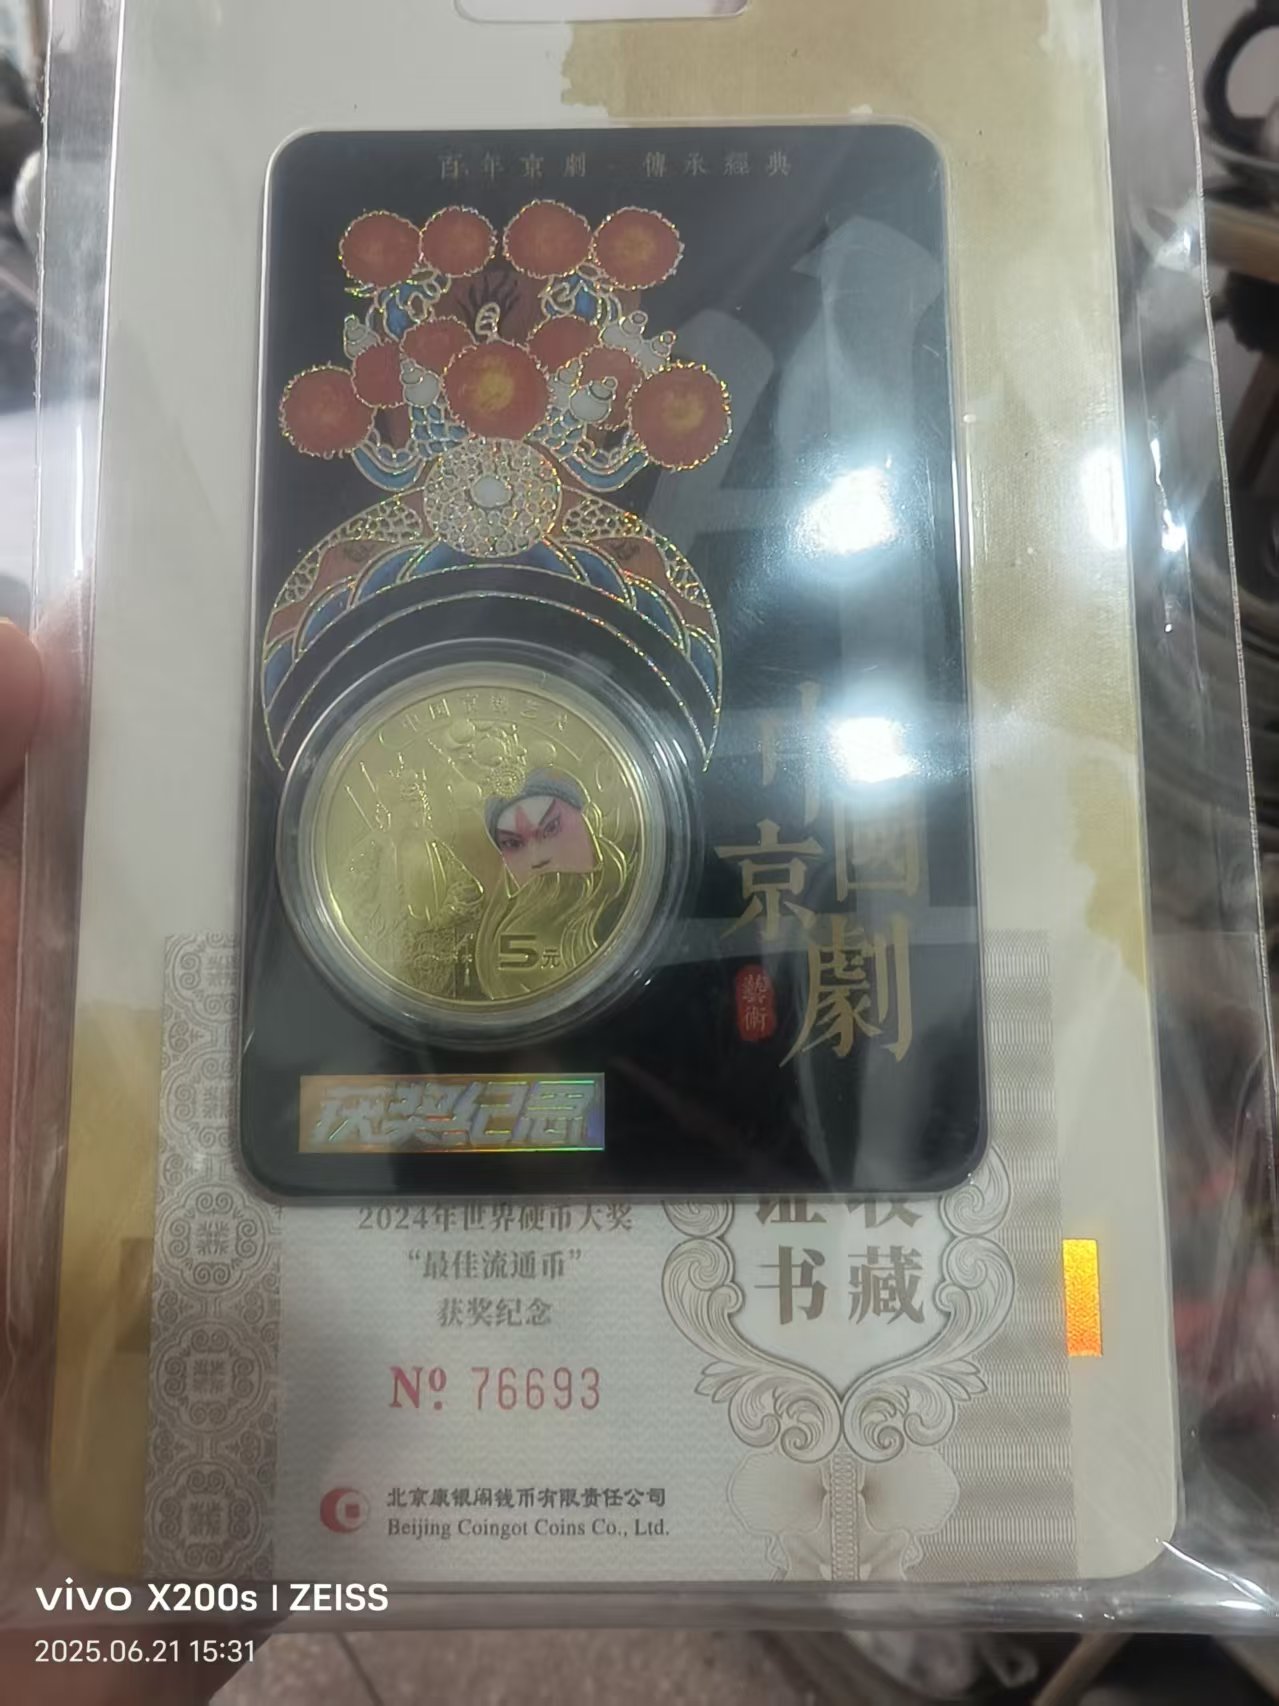 百年京劇·傳承經典
中国京剧艺术
5元
中國
京劇
藝術
获奖纪念
2024年世界硬币大奖
“最佳流通币”
获奖纪念
收藏
证书
Nº. 76693
北京康银阁钱币有限责任公司
Beijing Coingot Coins Co., Ltd.
vivo X200s | ZEISS
2025.06.21 15:31